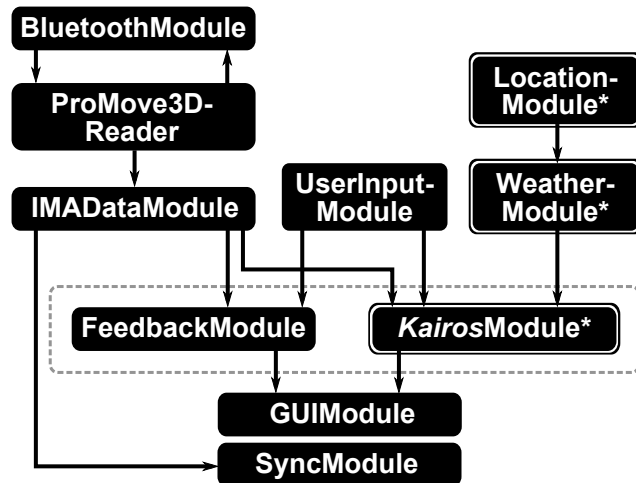 BluetoothModule
ProMove3D-
Reader
Location-
Module*
IMADataModule
UserInput-
Module
Weather-
Module*
FeedbackModule
KairosModule*
GUIModule
SyncModule